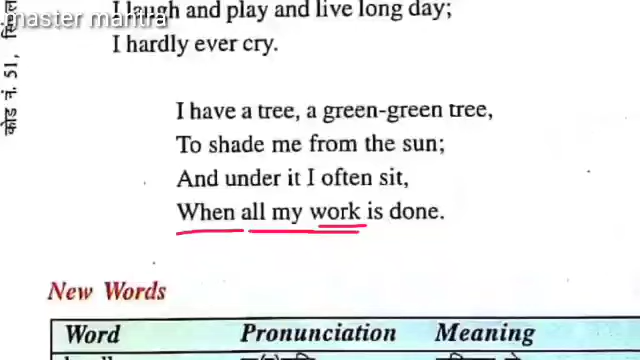 master mantra
I laugh and play and live long day;
I hardly ever cry.
कोड नं. 51,
I have a tree, a green-green tree,
To shade me from the sun;
And under it I often sit,
When all my work is done.
New Words
Word Pronunciation Meaning